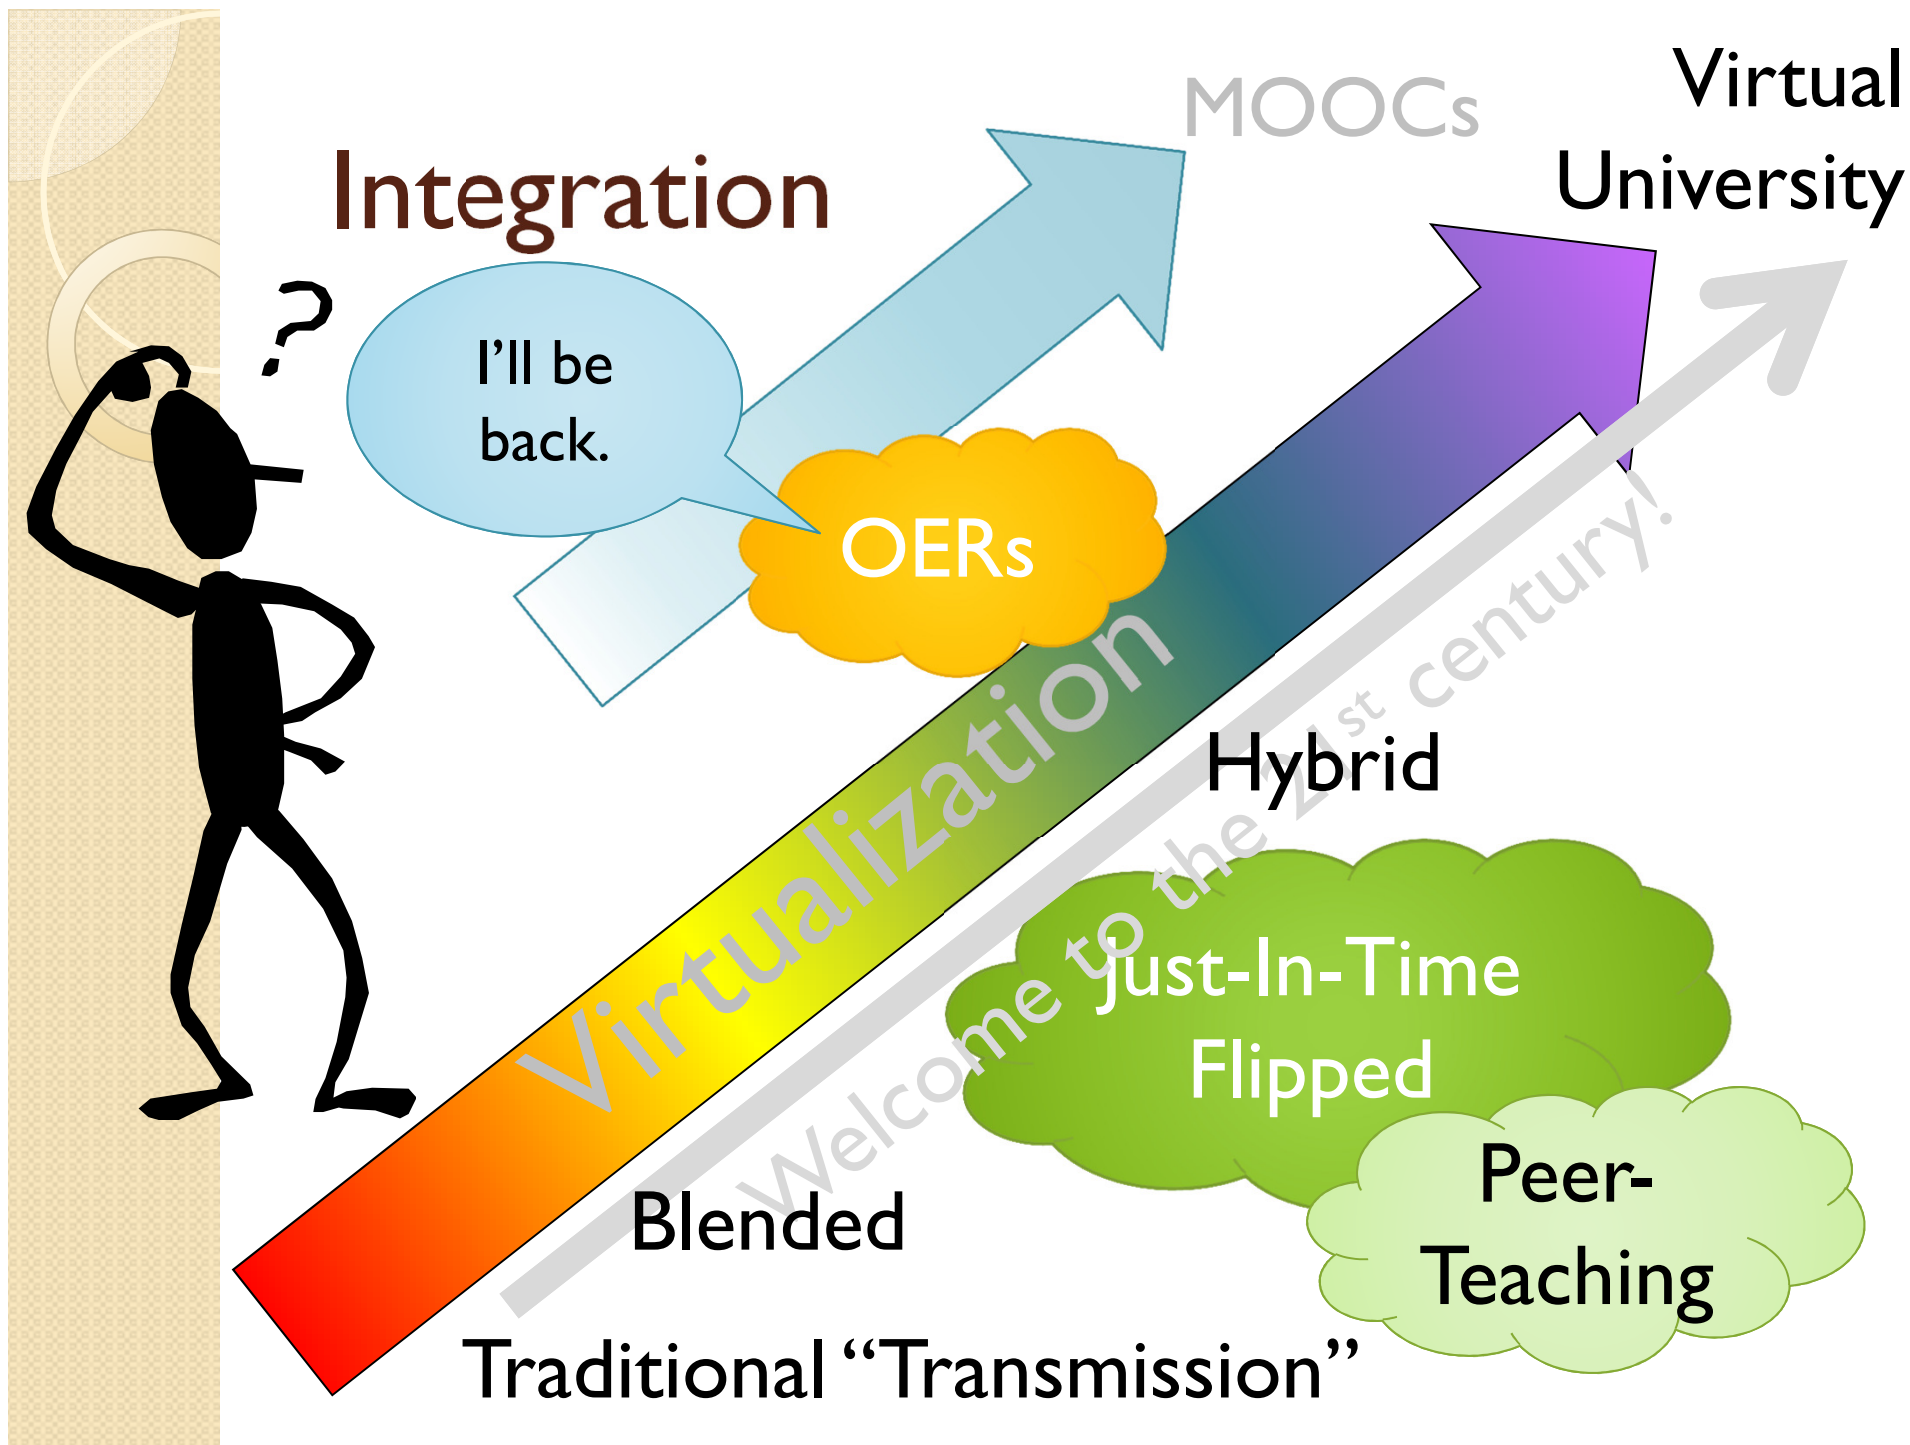 MOOCs
Virtual
University
Integration
?
I’ll be
back.
OERs
Virtualization
Welcome to the 21st century!
Hybrid
Just-In-Time
Flipped
Peer-
Teaching
Blended
Traditional “Transmission”